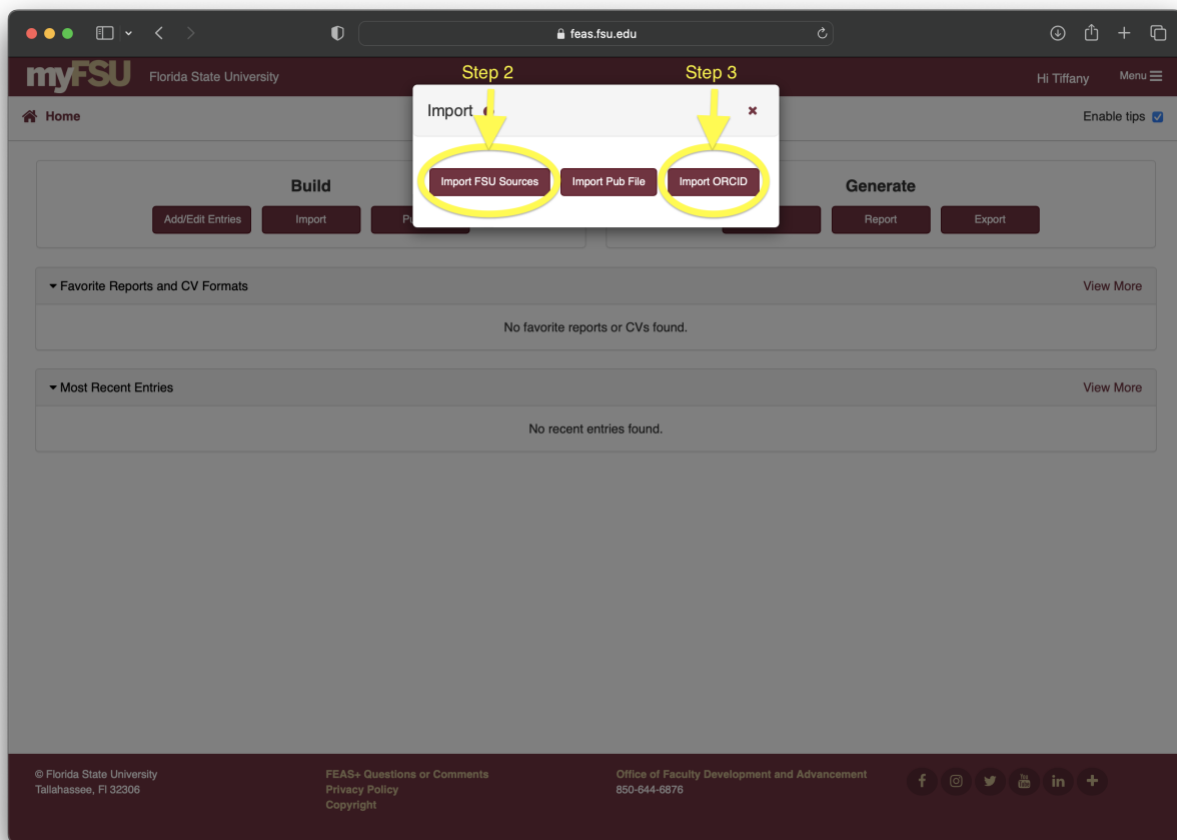 feas.fsu.edu
myFSU Florida State University
Hi Tiffany Menu
Step 2 Step 3
Home
Enable tips
Import
Import FSU Sources Import Pub File Import ORCID
Build
Add/Edit Entries Import
Generate
Report Export
Favorite Reports and CV Formats View More
No favorite reports or CVs found.
Most Recent Entries View More
No recent entries found.
© Florida State University
Tallahassee, Fl 32306
FEAS+ Questions or Comments
Privacy Policy
Copyright
Office of Faculty Development and Advancement
850-644-6876